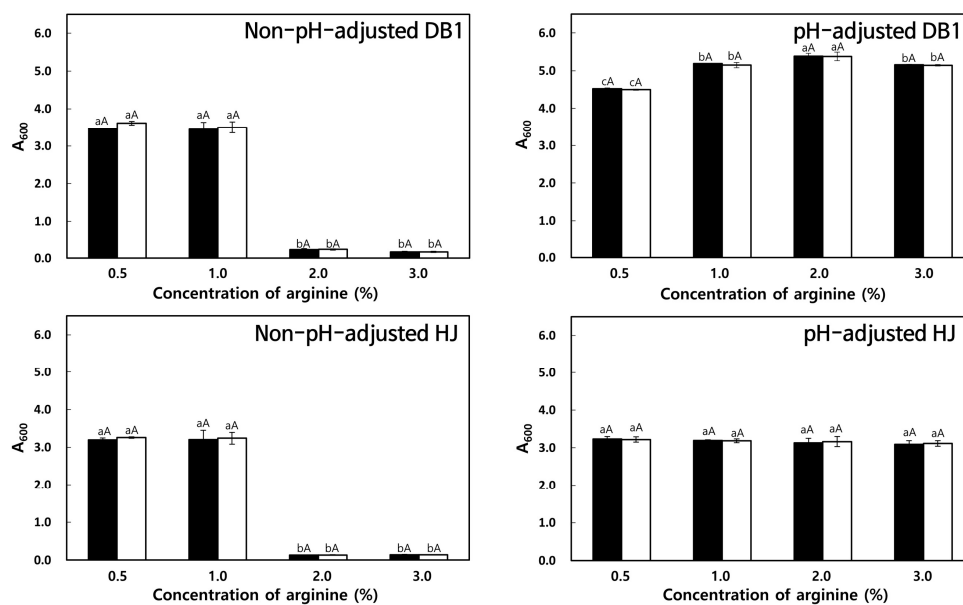 Non-pH-adjusted DB1
A600
6.0
5.0
4.0
3.0
2.0
1.0
0.0
aA aA aA aA bA bA bA bA
0.5 1.0 2.0 3.0
Concentration of arginine (%)
pH-adjusted DB1
A600
6.0
5.0
4.0
3.0
2.0
1.0
0.0
cA cA bA bA aA aA bA bA
0.5 1.0 2.0 3.0
Concentration of arginine (%)
Non-pH-adjusted HJ
A600
6.0
5.0
4.0
3.0
2.0
1.0
0.0
aA aA aA aA bA bA bA bA
0.5 1.0 2.0 3.0
Concentration of arginine (%)
pH-adjusted HJ
A600
6.0
5.0
4.0
3.0
2.0
1.0
0.0
aA aA aA aA aA aA aA aA
0.5 1.0 2.0 3.0
Concentration of arginine (%)